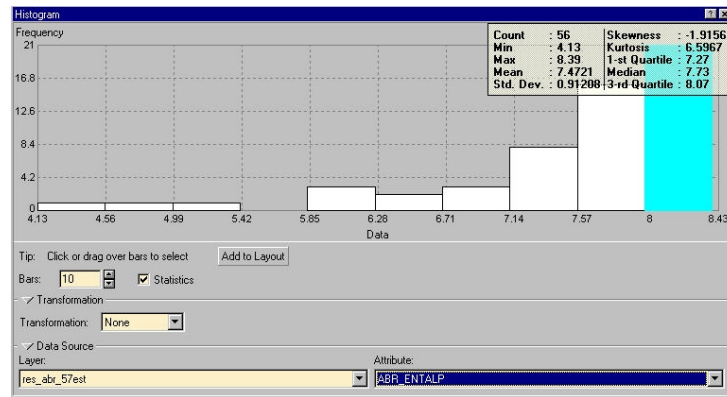 Histogram
Frequency
Count : 56 Skewness : -1.9156
Min : 4.13 Kurtosis : 6.5967
Max : 8.39 1-st Quartile : 7.27
Mean : 7.4721 Median : 7.73
Std. Dev. : 0.91208 3-rd Quartile : 8.07
21
16.8
12.6
8.4
4.2
0
4.13 4.56 4.99 5.42 5.85 6.28 6.71 7.14 7.57 8 8.43
Data
Tip: Click or drag over bars to select Add to Layout
Bars: 10 Statistics
Transformation
Transformation: None
Data Source
Layer: Attribute:
res_abr_57est ABR_ENTALP